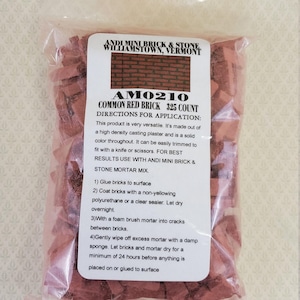 ANDI MINI BRICK & STONE
WILLIAMSTOWN, VERMONT
AM0210
COMMON RED BRICK 325 COUNT
DIRECTIONS FOR APPLICATION:
This product is very versatile. It's made out of
a high density casting plaster and is a solid
color throughout. It can be easily trimmed to
fit with a knife or scissors. FOR BEST
RESULTS USE WITH ANDI MINI BRICK &
STONE MORTAR MIX.
1) Glue bricks to surface
2) Coat bricks with a non-yellowing
polyurethane or a clear sealer. Let dry
overnight.
3)With a foam brush mortar into cracks
between bricks.
4)Gently wipe off excess mortar with a damp
sponge. Let bricks and mortar dry for a
minimum of 24 hours before anything is
placed on or glued to surface